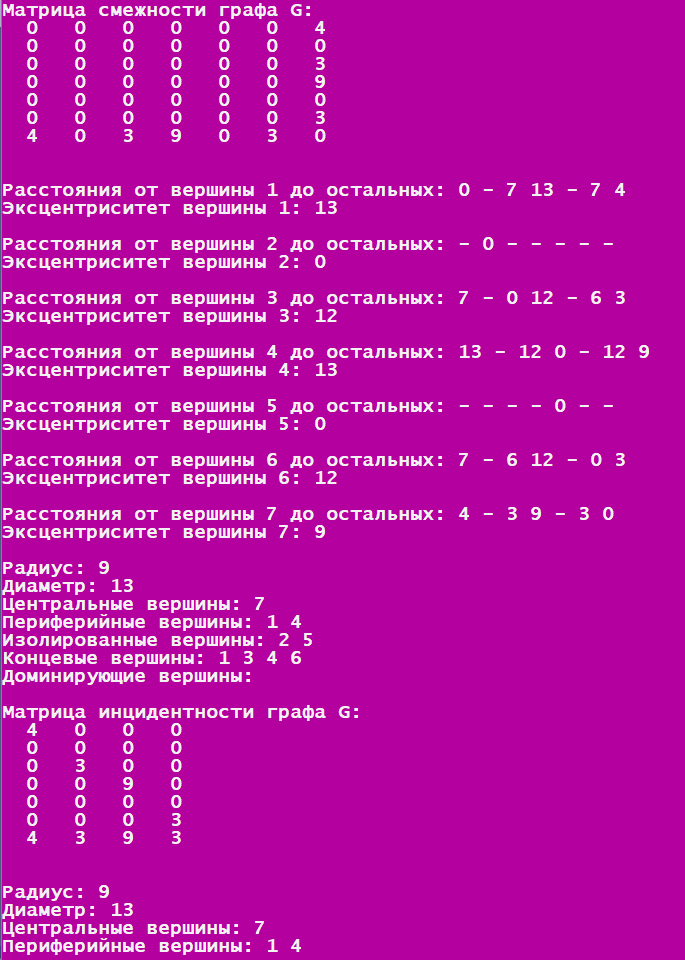 Матрица смежности графа G:
0 0 0 0 0 0 4
0 0 0 0 0 0 0
0 0 0 0 0 0 3
0 0 0 0 0 0 9
0 0 0 0 0 0 0
0 0 0 0 0 0 3
4 0 3 9 0 3 0
Расстояния от вершины 1 до остальных: 0 - 7 13 - 7 4
Эксцентриситет вершины 1: 13
Расстояния от вершины 2 до остальных: - 0 - - - - -
Эксцентриситет вершины 2: 0
Расстояния от вершины 3 до остальных: 7 - 0 12 - 6 3
Эксцентриситет вершины 3: 12
Расстояния от вершины 4 до остальных: 13 - 12 0 - 12 9
Эксцентриситет вершины 4: 13
Расстояния от вершины 5 до остальных: - - - - 0 - -
Эксцентриситет вершины 5: 0
Расстояния от вершины 6 до остальных: 7 - 6 12 - 0 3
Эксцентриситет вершины 6: 12
Расстояния от вершины 7 до остальных: 4 - 3 9 - 3 0
Эксцентриситет вершины 7: 9
Радиус: 9
Диаметр: 13
Центральные вершины: 7
Периферийные вершины: 1 4
Изолированные вершины: 2 5
Концевые вершины: 1 3 4 6
Доминирующие вершины:
Матрица инцидентности графа G:
4 0 0 0
0 0 0 0
0 3 0 0
0 0 9 0
0 0 0 0
0 0 0 3
4 3 9 3
Радиус: 9
Диаметр: 13
Центральные вершины: 7
Периферийные вершины: 1 4